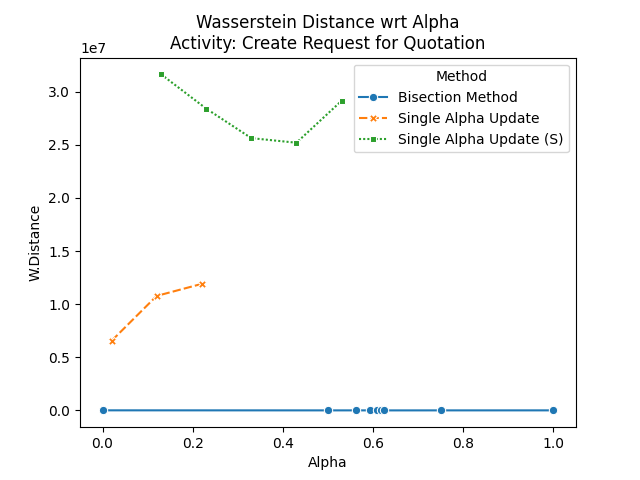 Wasserstein Distance wrt Alpha
Activity: Create Request for Quotation
1e7
Method
Bisection Method
Single Alpha Update
Single Alpha Update (S)
3.0
2.5
2.0
1.5
1.0
0.5
0.0
W.Distance
0.0 0.2 0.4 0.6 0.8 1.0
Alpha